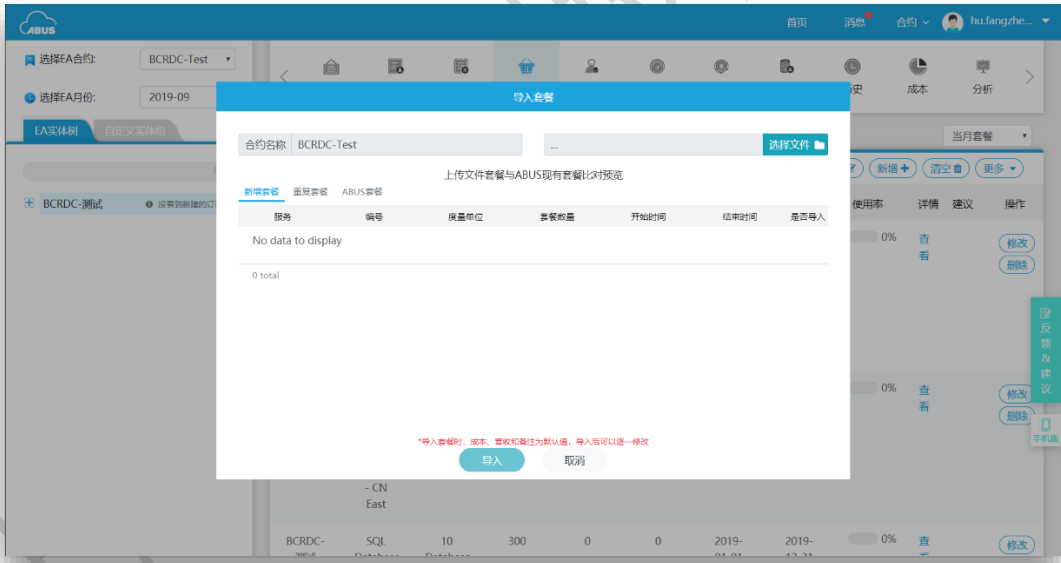 ABUS
首页 消息 合约 hu.fangzhe...
选择EA合约: BCRDC-Test
选择EA月份: 2019-09
历史 成本 分析
导入套餐
EA实体树 自定义实体组
当月套餐
合约名称 BCRDC-Test ... 选择文件
新增 清空 更多
上传文件套餐与ABUS现有套餐比对预览
新增套餐 重复套餐 ABUS套餐
BCRDC-测试
使用率 详情 建议 操作
服务 编号 度量单位 套餐数量 开始时间 结束时间 是否导入
No data to display
0% 查看 修改
删除
0 total
反馈&建议
0% 查看 修改
删除
手机版
*导入套餐时,成本、营收和备注为默认值,导入后可以逐一修改
导入 取消
- CN
East
BCRDC- SQL 10 300 0 0 2019- 2019- 0% 查 修改
Database Database 01-01 12-31